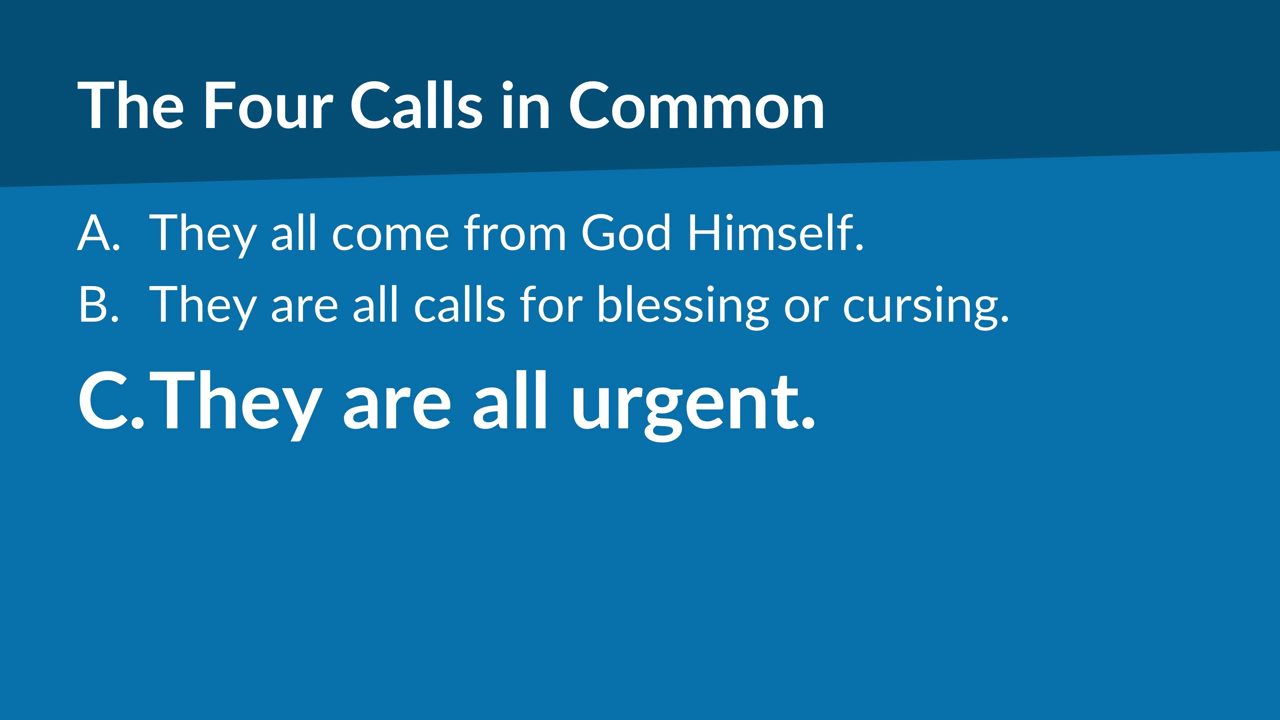 The Four Calls in Common
A. They all come from God Himself.
B. They are all calls for blessing or cursing.
C. They are all urgent.